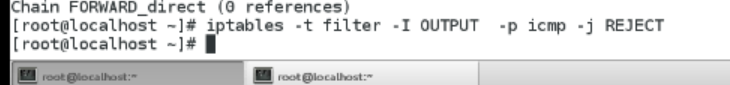 Chain FORWARD_direct (0 references)
[root@localhost ~]# iptables -t filter -I OUTPUT  -p icmp -j REJECT
[root@localhost ~]#
root@localhost:~
root@localhost:~